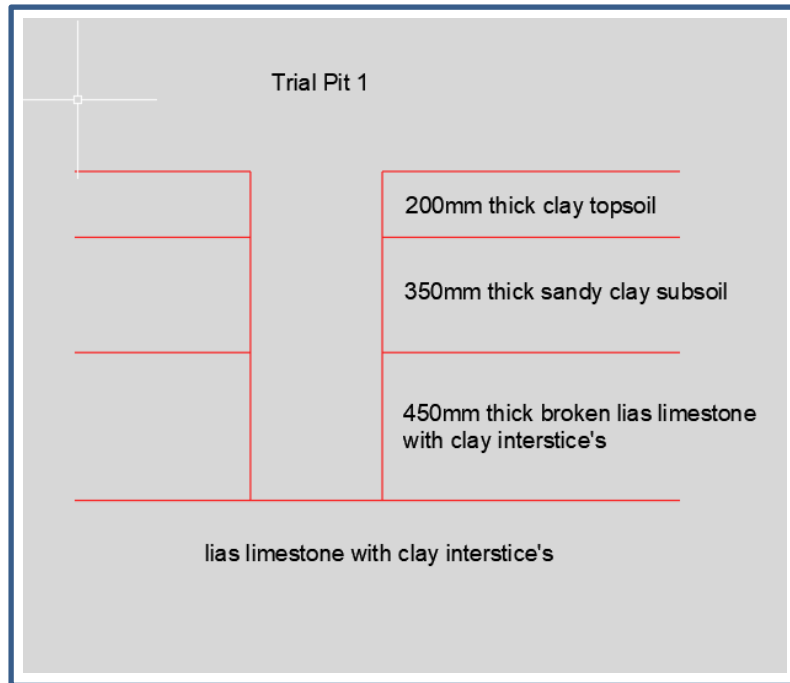 Trial Pit 1
200mm thick clay topsoil
350mm thick sandy clay subsoil
450mm thick broken lias limestone
with clay interstice's
lias limestone with clay interstice's